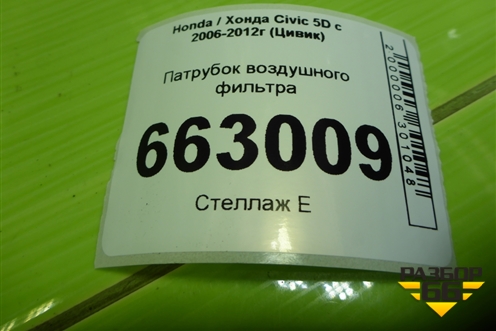 Honda / Хонда Civic 5D с
2006-2012г (Цивик)
Патрубок воздушного
фильтра
663009
Стеллаж Е
2000006301048
РАЗБОР
66